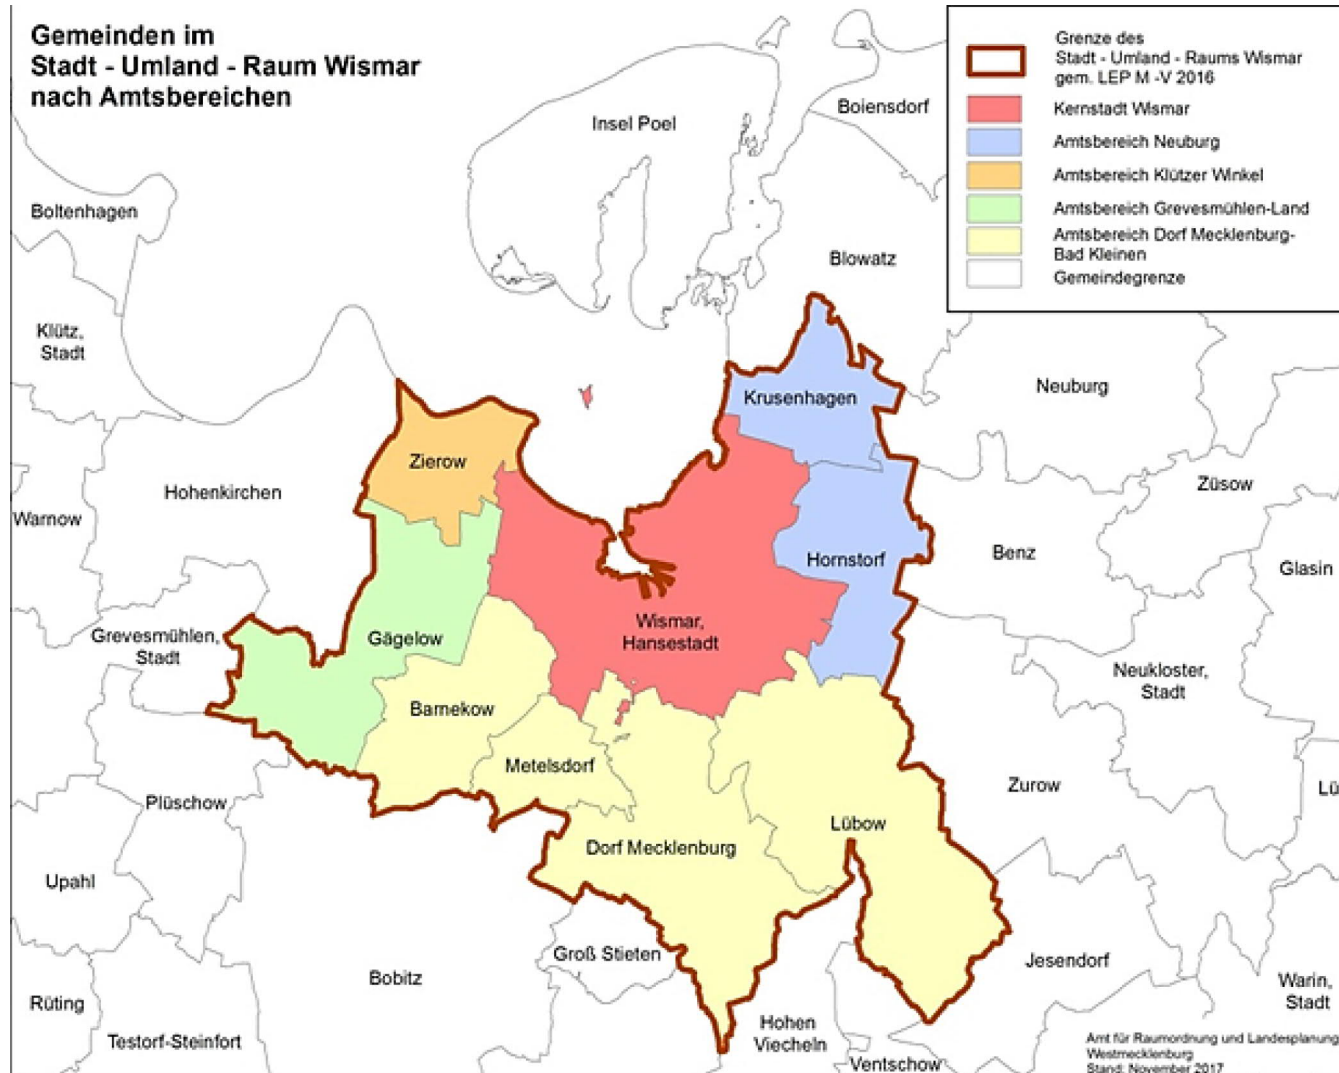 Gemeinden im
Stadt - Umland - Raum Wismar
nach Amtsbereichen
Grenze des
Stadt - Umland - Raums Wismar
gem. LEP M -V 2016
Kernstadt Wismar
Amtsbereich Neuburg
Amtsbereich Klützer Winkel
Amtsbereich Grevesmühlen-Land
Amtsbereich Dorf Mecklenburg-
Bad Kleinen
Gemeindegrenze
Insel Poel
Boiensdorf
Boltenhagen
Blowatz
Klütz,
Stadt
Neuburg
Krusenhagen
Zierow
Hohenkirchen
Züsow
Warnow
Benz
Hornstorf
Glasin
Wismar,
Hansestadt
Grevesmühlen,
Stadt
Gägelow
Neukloster,
Stadt
Barnekow
Metelsdorf
Zurow
Lü
Plüschow
Lübow
Dorf Mecklenburg
Upahl
Groß Stieten
Jesendorf
Bobitz
Warin,
Stadt
Rüting
Hohen
Viecheln
Testorf-Steinfort
Ventschow
Amt für Raumordnung und Landesplanung
Westmecklenburg
Stand: November 2017